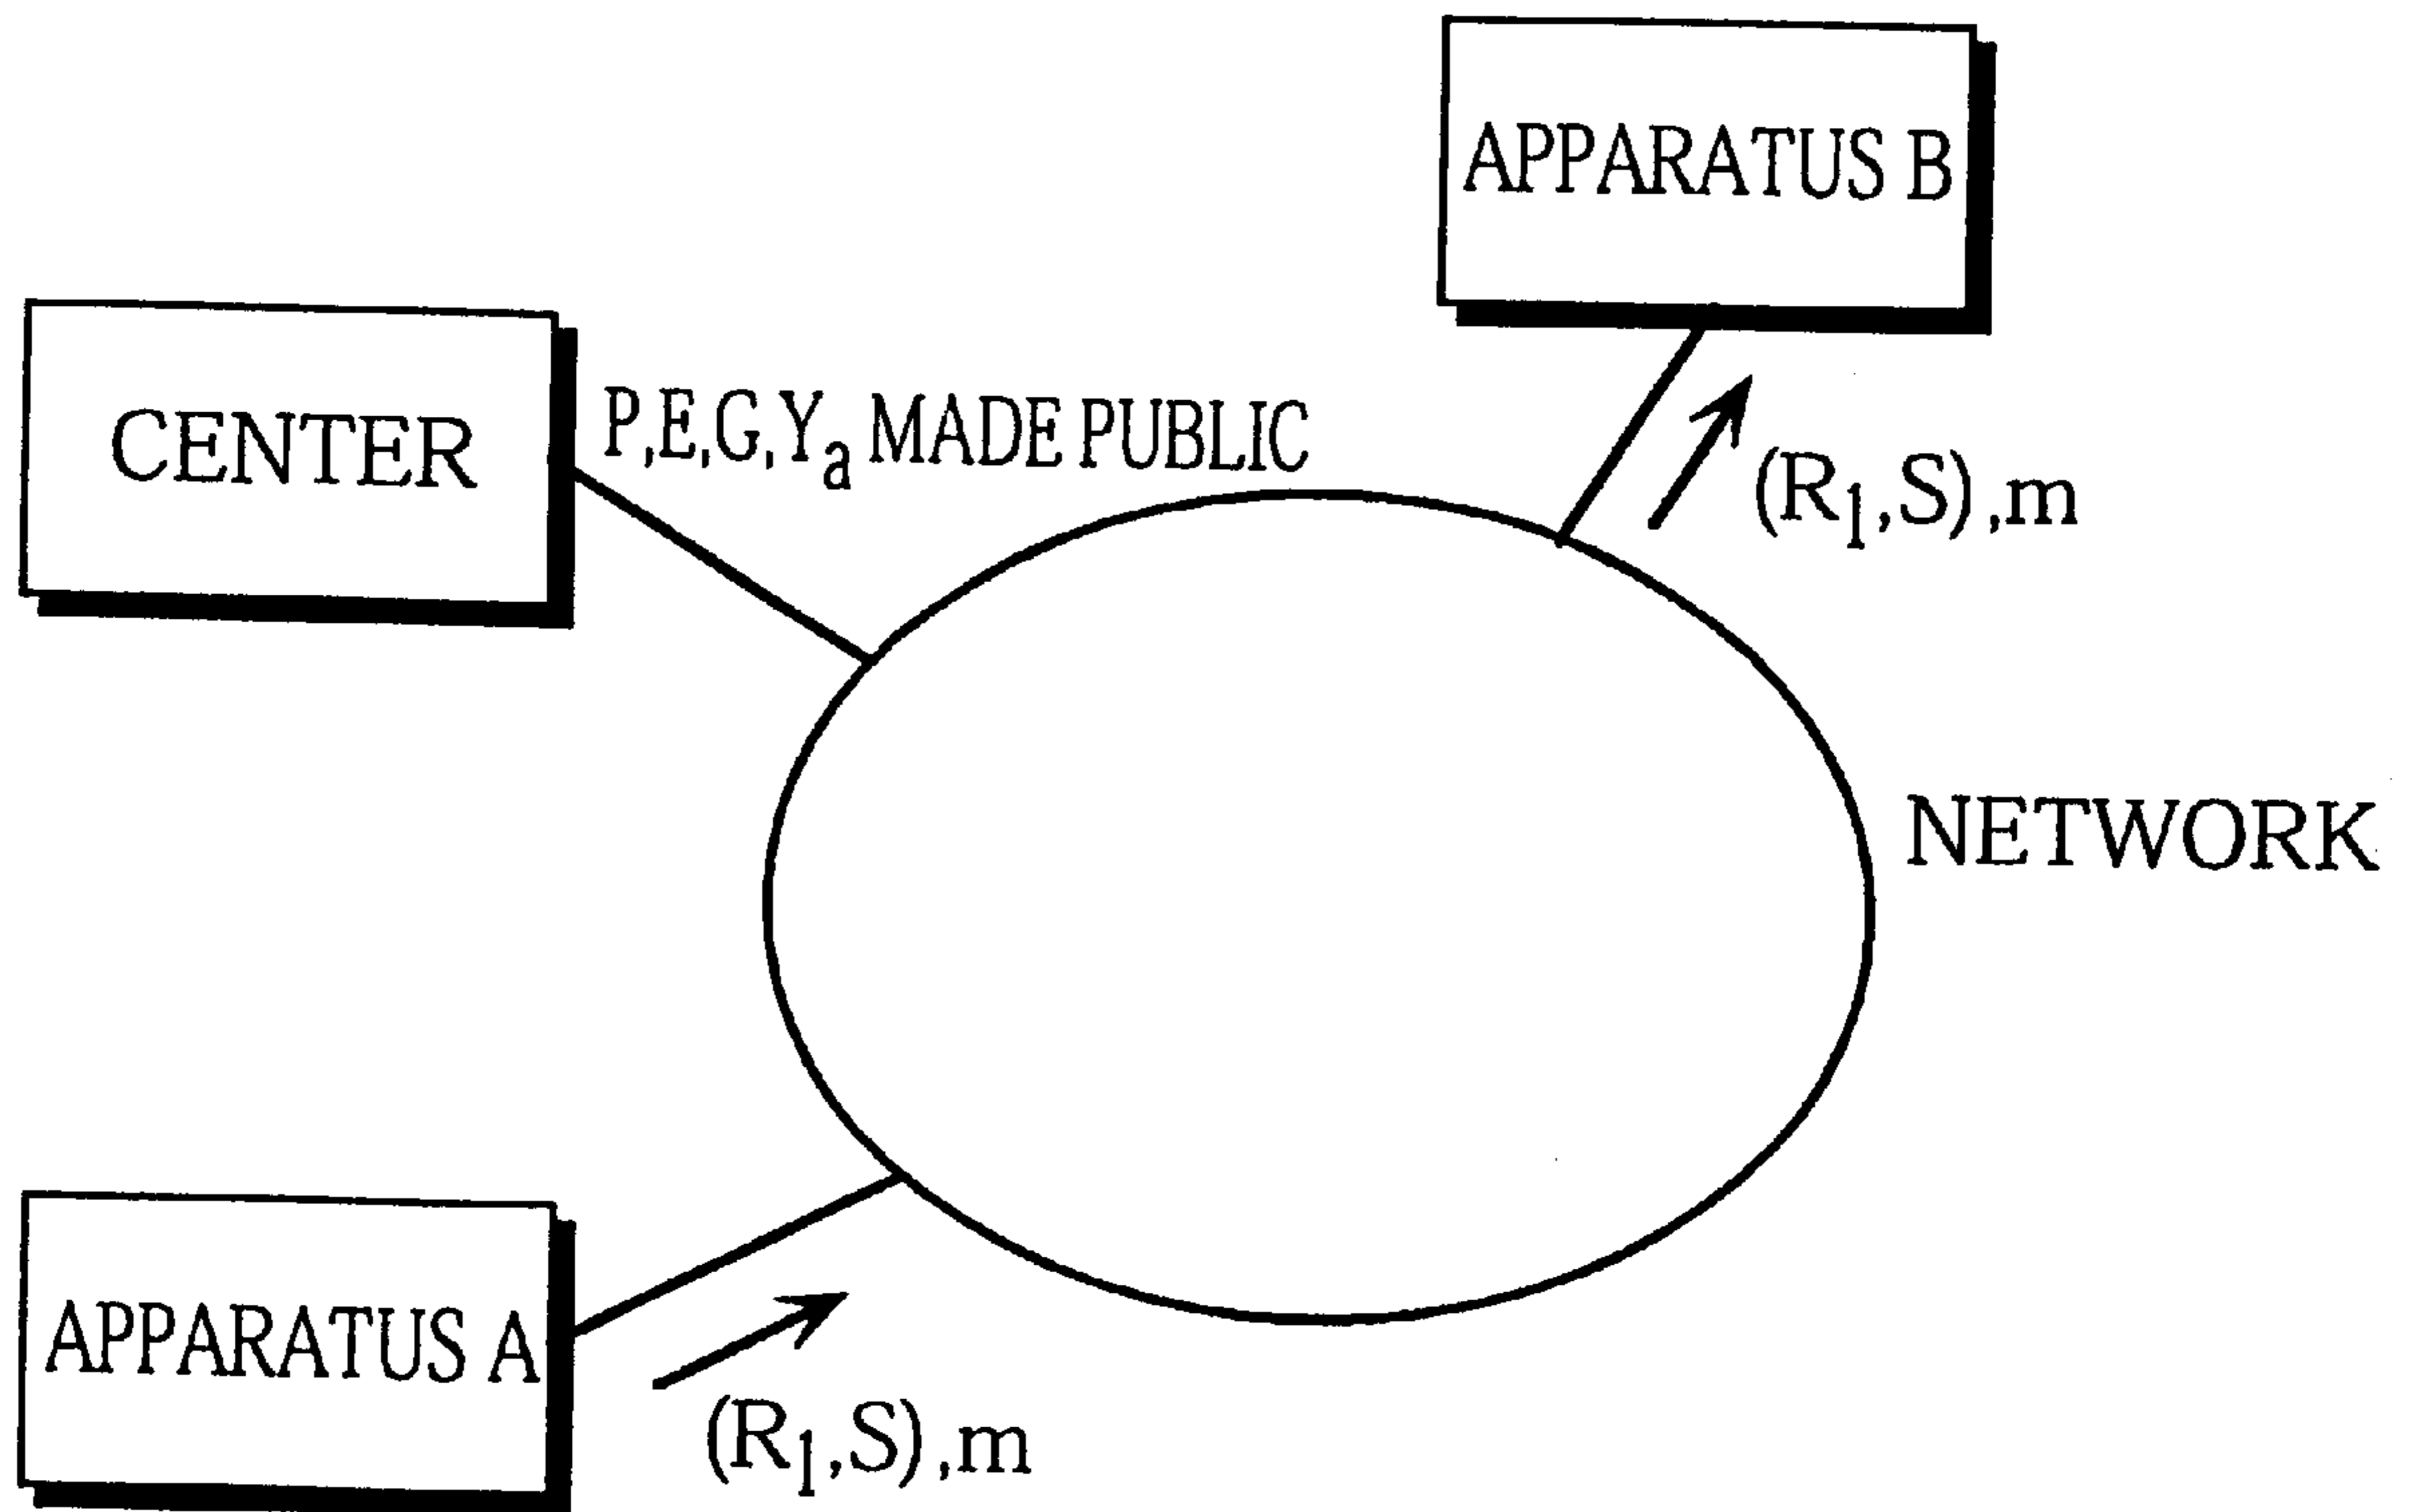 APPARATUS B
CENTER
P,E,G,Yₐ MADE PUBLIC
(R₁,S),m
NETWORK
APPARATUS A
(R₁,S),m